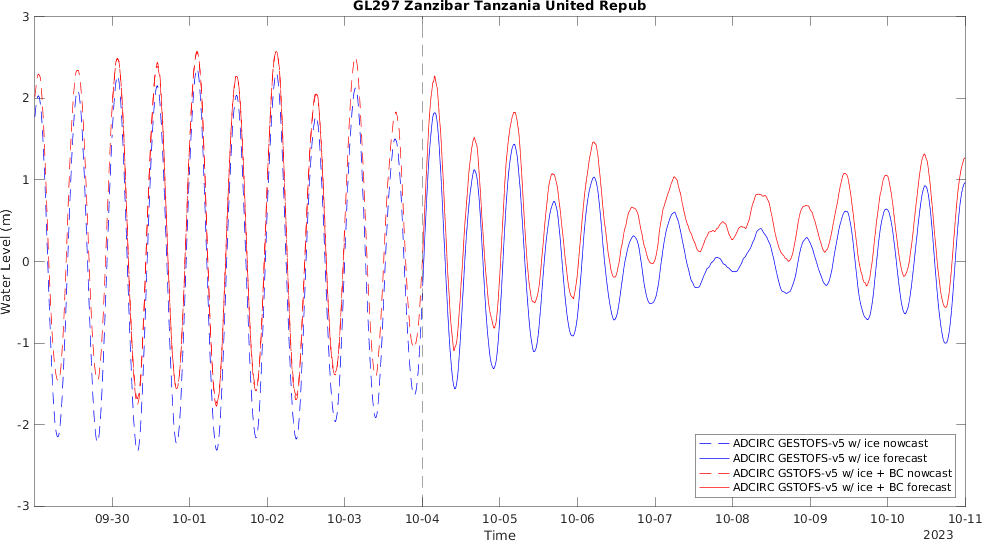 GL297 Zanzibar Tanzania United Repub
3
2
1
0
-1
-2
-3
Water Level (m)
ADCIRC GESTOFS-v5 w/ ice nowcast
ADCIRC GESTOFS-v5 w/ ice forecast
ADCIRC GSTOFS-v5 w/ ice + BC nowcast
ADCIRC GSTOFS-v5 w/ ice + BC forecast
09-30 10-01 10-02 10-03 10-04 10-05 10-06 10-07 10-08 10-09 10-10 10-11
Time
2023